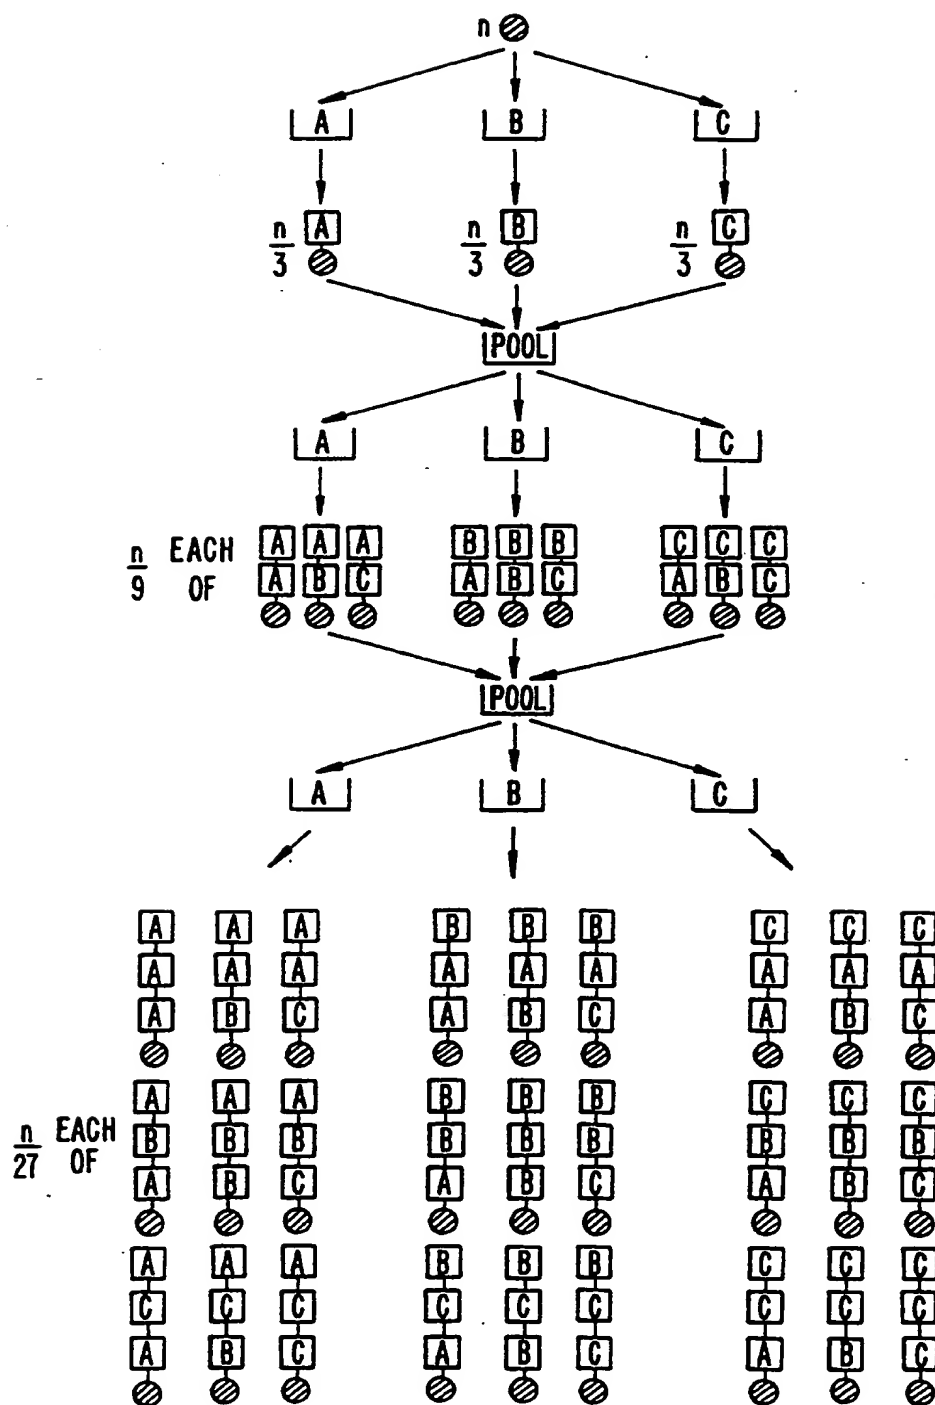 n
A B C
n/3 A n/3 B n/3 C
POOL
A B C
n/9 EACH OF
A A A B B B C C C
A B C A B C A B C
POOL
A B C
A A A B B B C C C
A A A A A A A A A
A B C A B C A B C
n/27 EACH OF
A A A B B B C C C
B B B B B B B B B
A B C A B C A B C
A A A B B B C C C
C C C C C C C C C
A B C A B C A B C